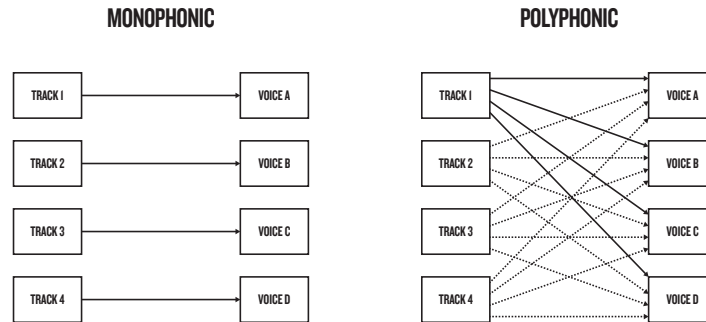 MONOPHONIC
TRACK 1
VOICE A
TRACK 2
VOICE B
TRACK 3
VOICE C
TRACK 4
VOICE D
POLYPHONIC
TRACK 1
VOICE A
TRACK 2
VOICE B
TRACK 3
VOICE C
TRACK 4
VOICE D